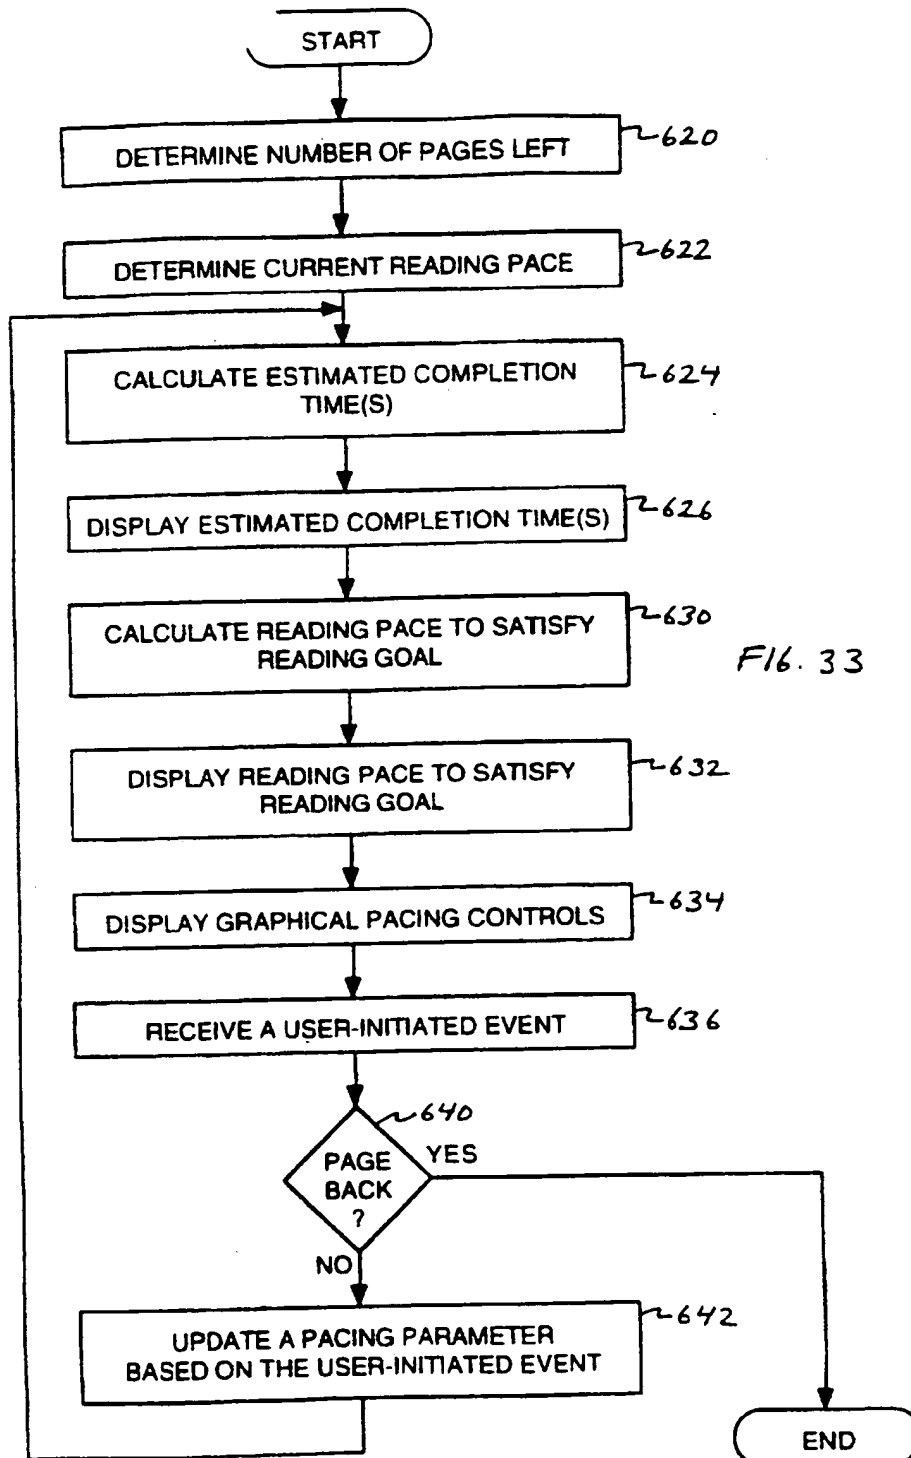 START
DETERMINE NUMBER OF PAGES LEFT
620
DETERMINE CURRENT READING PACE
622
CALCULATE ESTIMATED COMPLETION
TIME(S)
624
DISPLAY ESTIMATED COMPLETION TIME(S)
626
CALCULATE READING PACE TO SATISFY
READING GOAL
630
FIG. 33
DISPLAY READING PACE TO SATISFY
READING GOAL
632
DISPLAY GRAPHICAL PACING CONTROLS
634
RECEIVE A USER-INITIATED EVENT
636
640
PAGE
BACK
?
YES
NO
UPDATE A PACING PARAMETER
BASED ON THE USER-INITIATED EVENT
642
END